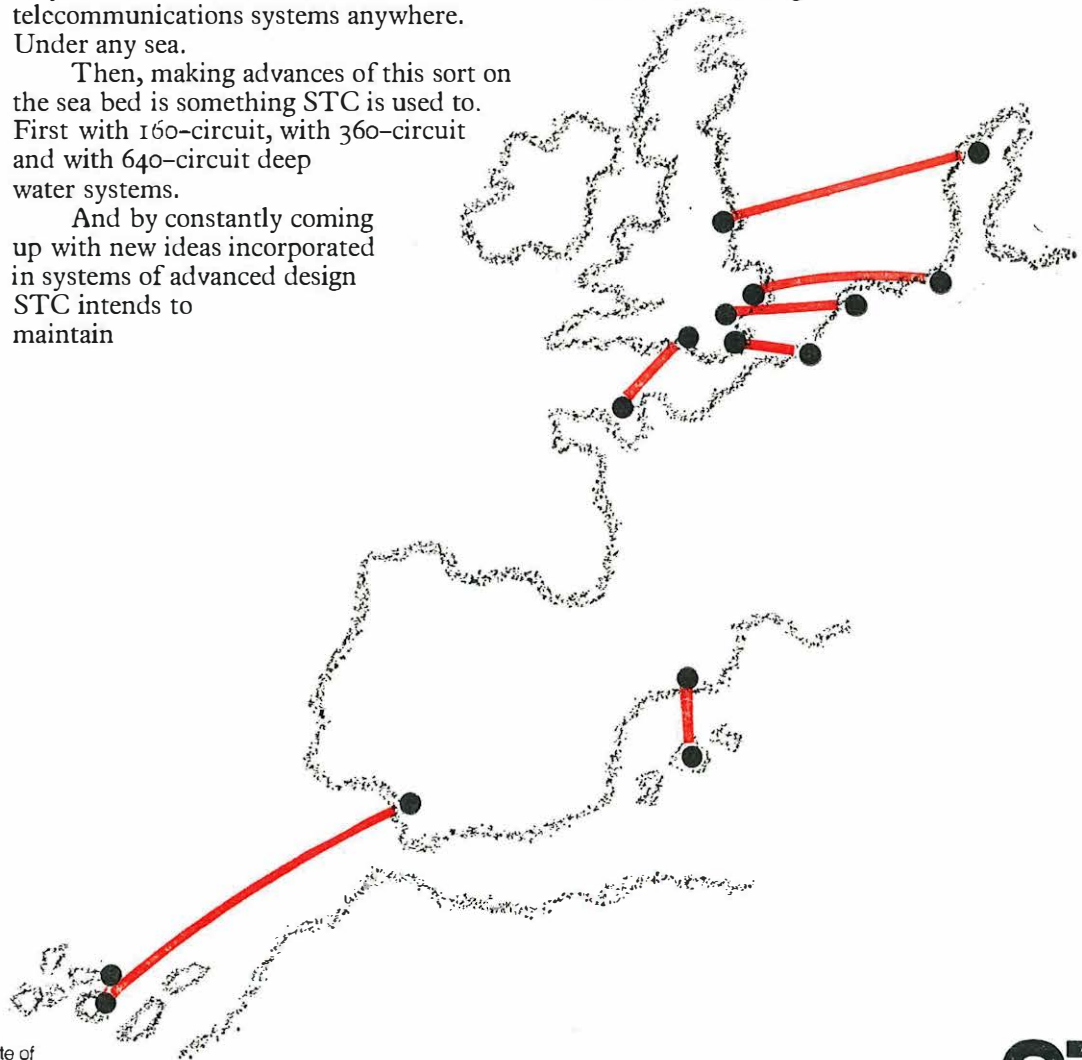 telecommunications systems anywhere.
Under any sea.
Then, making advances of this sort on
the sea bed is something STC is used to.
First with 160-circuit, with 360-circuit
and with 640-circuit deep
water systems.
And by constantly coming
up with new ideas incorporated
in systems of advanced design
STC intends to
maintain
te of